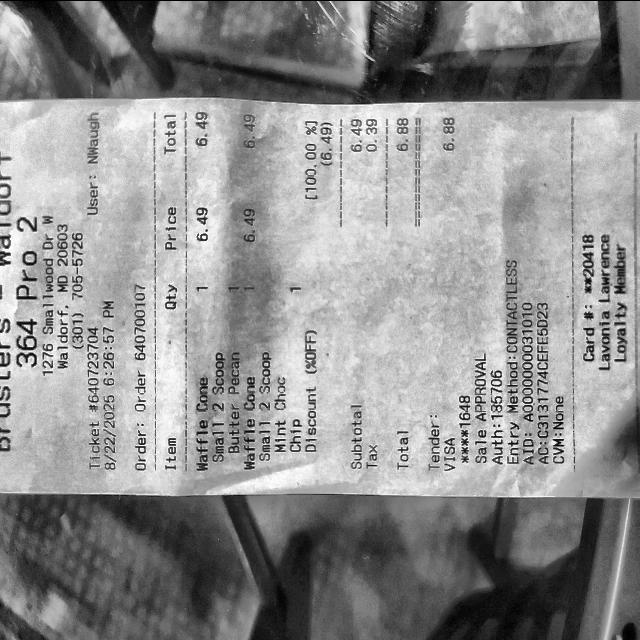 Brusters - Waldorf
364 Pro 2
1276 Smallwood Dr W
Waldorf, MD 20603
(301) 705-5726
Ticket #640723704
8/22/2025 6:26:57 PM User: NWaugh
Order: Order 640700107
Item Qty Price Total
Waffle Cone 1 6.49 6.49
Small 2 Scoop
Butter Pecan 1
Waffle Cone 1 6.49 6.49
Small 2 Scoop
Mint Choc 1
Chip
Discount (%OFF) 1 [100.00 %]
(6.49)
Subtotal 6.49
Tax 0.39
Total 6.88
Tender:
VISA 6.88
****1648
Sale APPROVAL
Auth:185706
Entry Method:CONTACTLESS
AID: A0000000031010
AC:C3131774CEFE5D23
CVM:None
Card #: **20418
Lavonia Lawrence
Loyalty Member